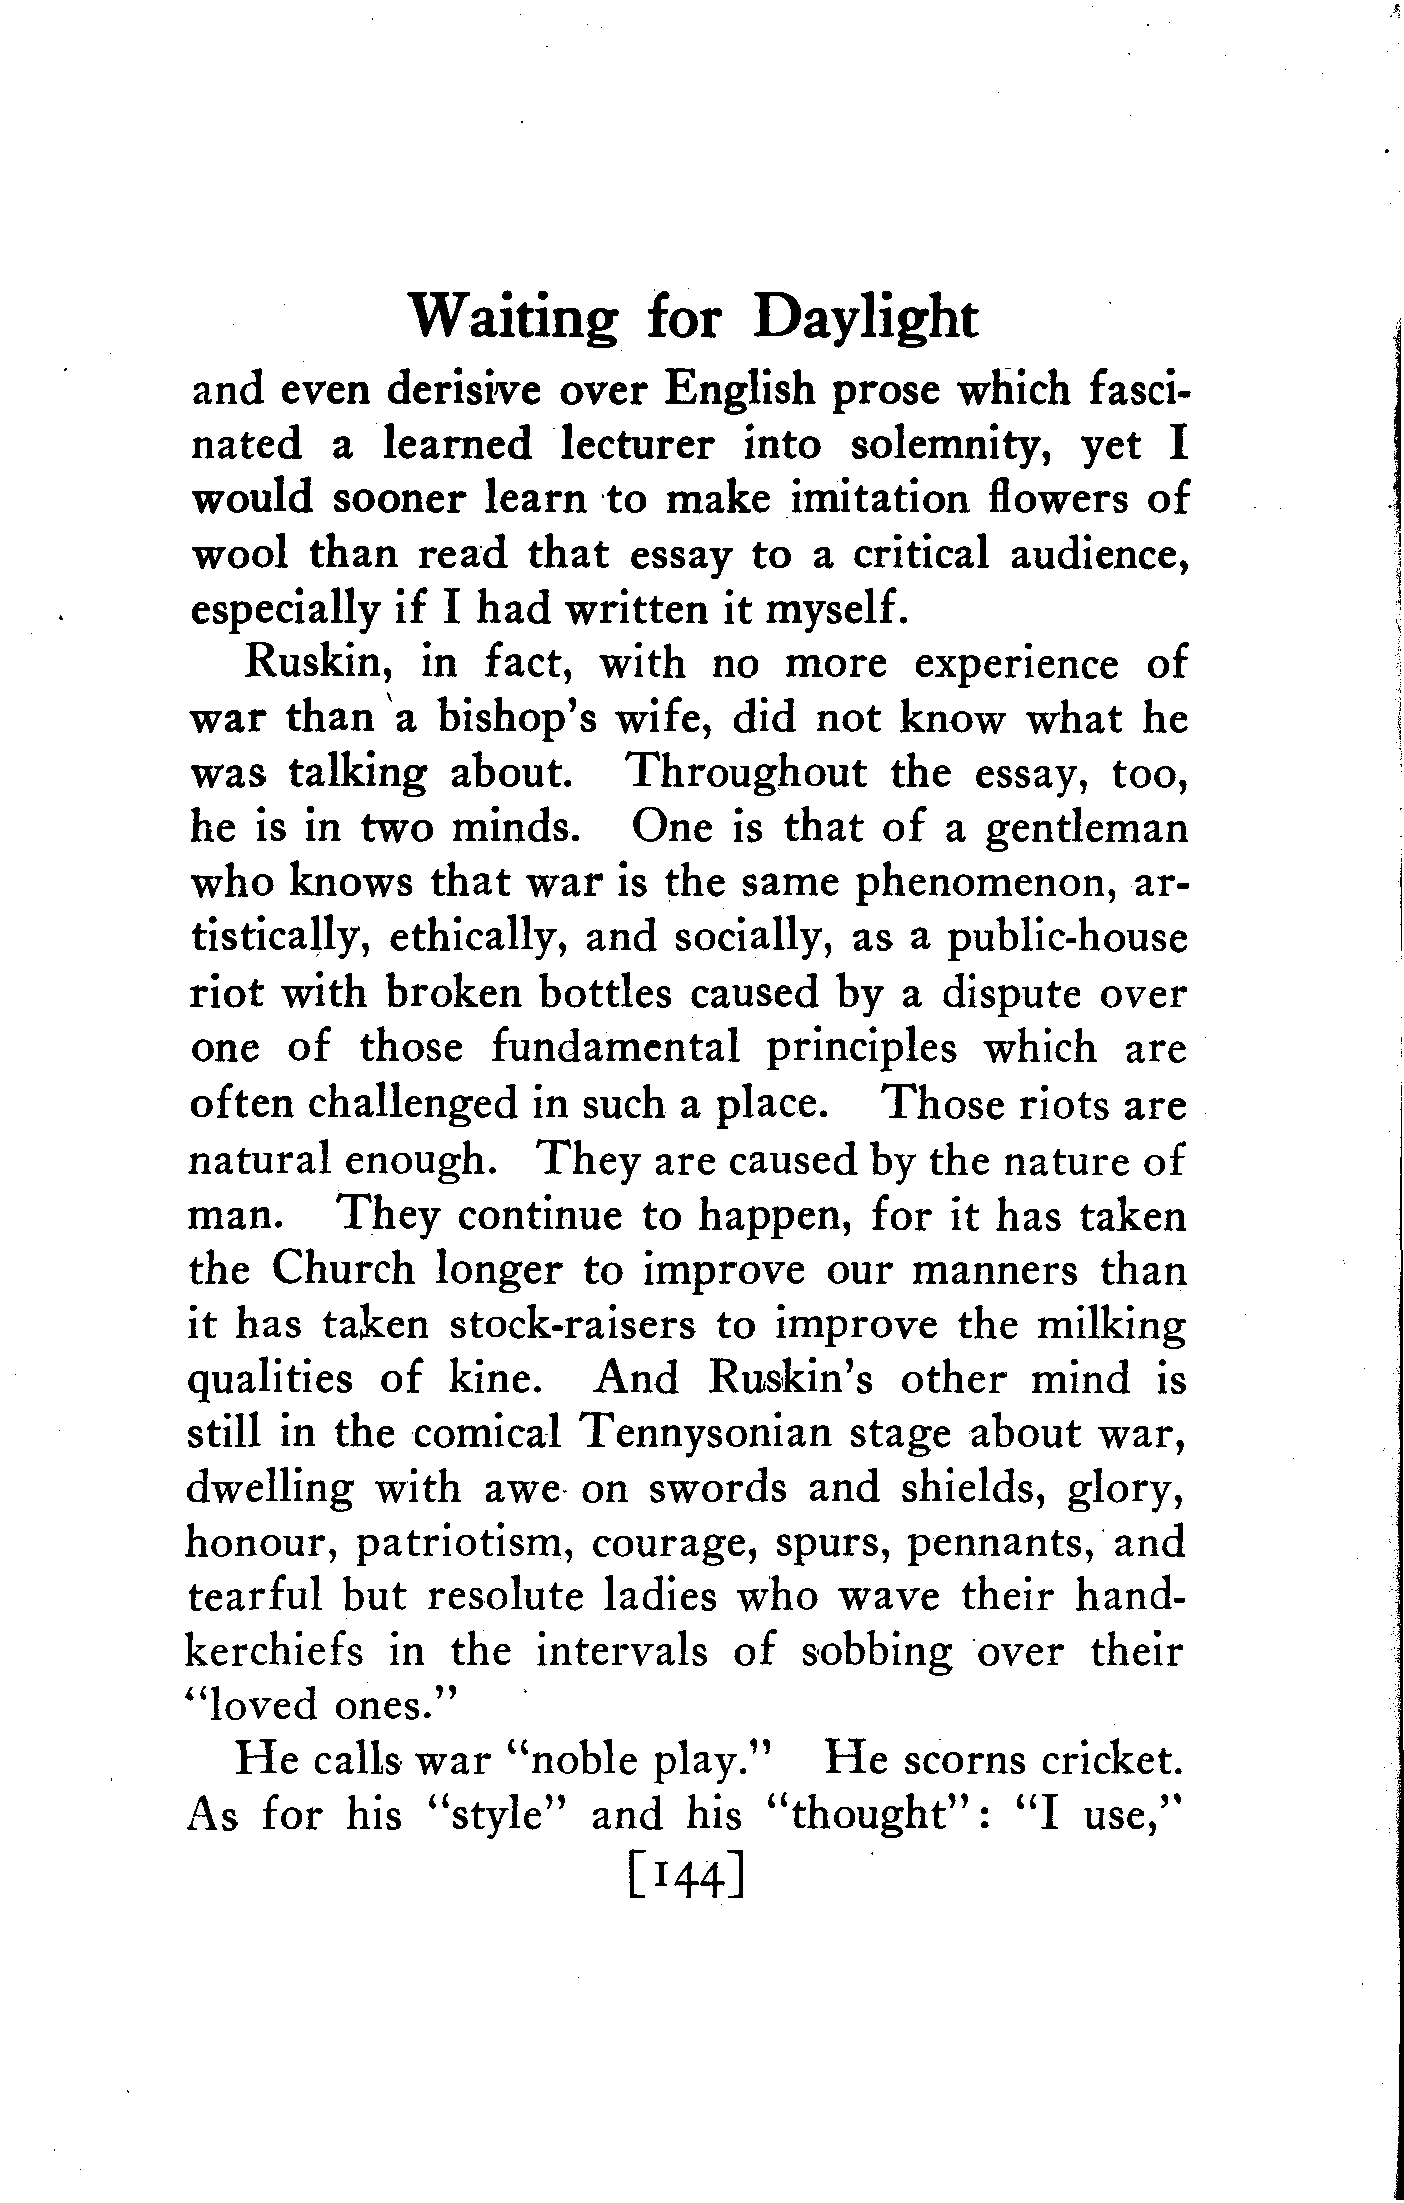 Waiting for Daylight
and even derisive over English prose which fasci-
nated a learned lecturer into solemnity, yet I
would sooner learn to make imitation flowers of
wool than read that essay to a critical audience,
especially if I had written it myself.
Ruskin, in fact, with no more experience of
war than a bishop's wife, did not know what he
was talking about. Throughout the essay, too,
he is in two minds. One is that of a gentleman
who knows that war is the same phenomenon, ar-
tistically, ethically, and socially, as a public-house
riot with broken bottles caused by a dispute over
one of those fundamental principles which are
often challenged in such a place. Those riots are
natural enough. They are caused by the nature of
man. They continue to happen, for it has taken
the Church longer to improve our manners than
it has taken stock-raisers to improve the milking
qualities of kine. And Ruskin's other mind is
still in the comical Tennysonian stage about war,
dwelling with awe on swords and shields, glory,
honour, patriotism, courage, spurs, pennants, and
tearful but resolute ladies who wave their hand-
kerchiefs in the intervals of sobbing over their
"loved ones."
He calls war "noble play." He scorns cricket.
As for his "style" and his "thought": "I use,"
[144]